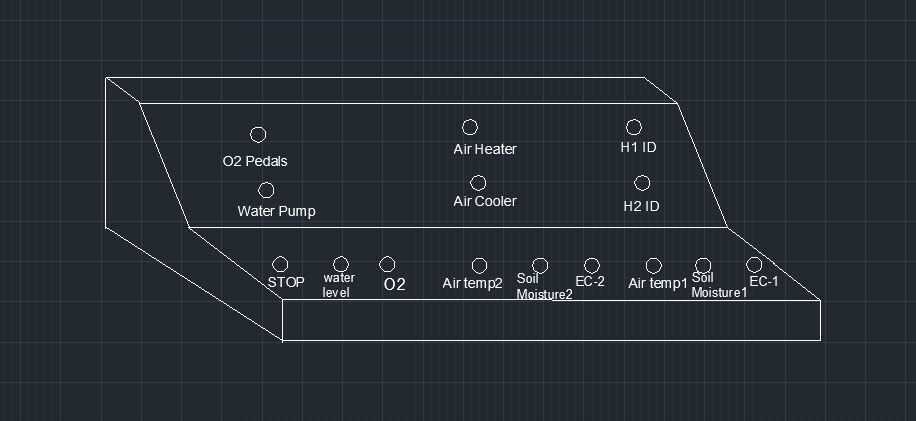 O2 Pedals
Air Heater
H1 ID
Water Pump
Air Cooler
H2 ID
STOP
water
level
O2
Air temp2
Soil
Moisture2
EC-2
Air temp1
Soil
Moisture1
EC-1